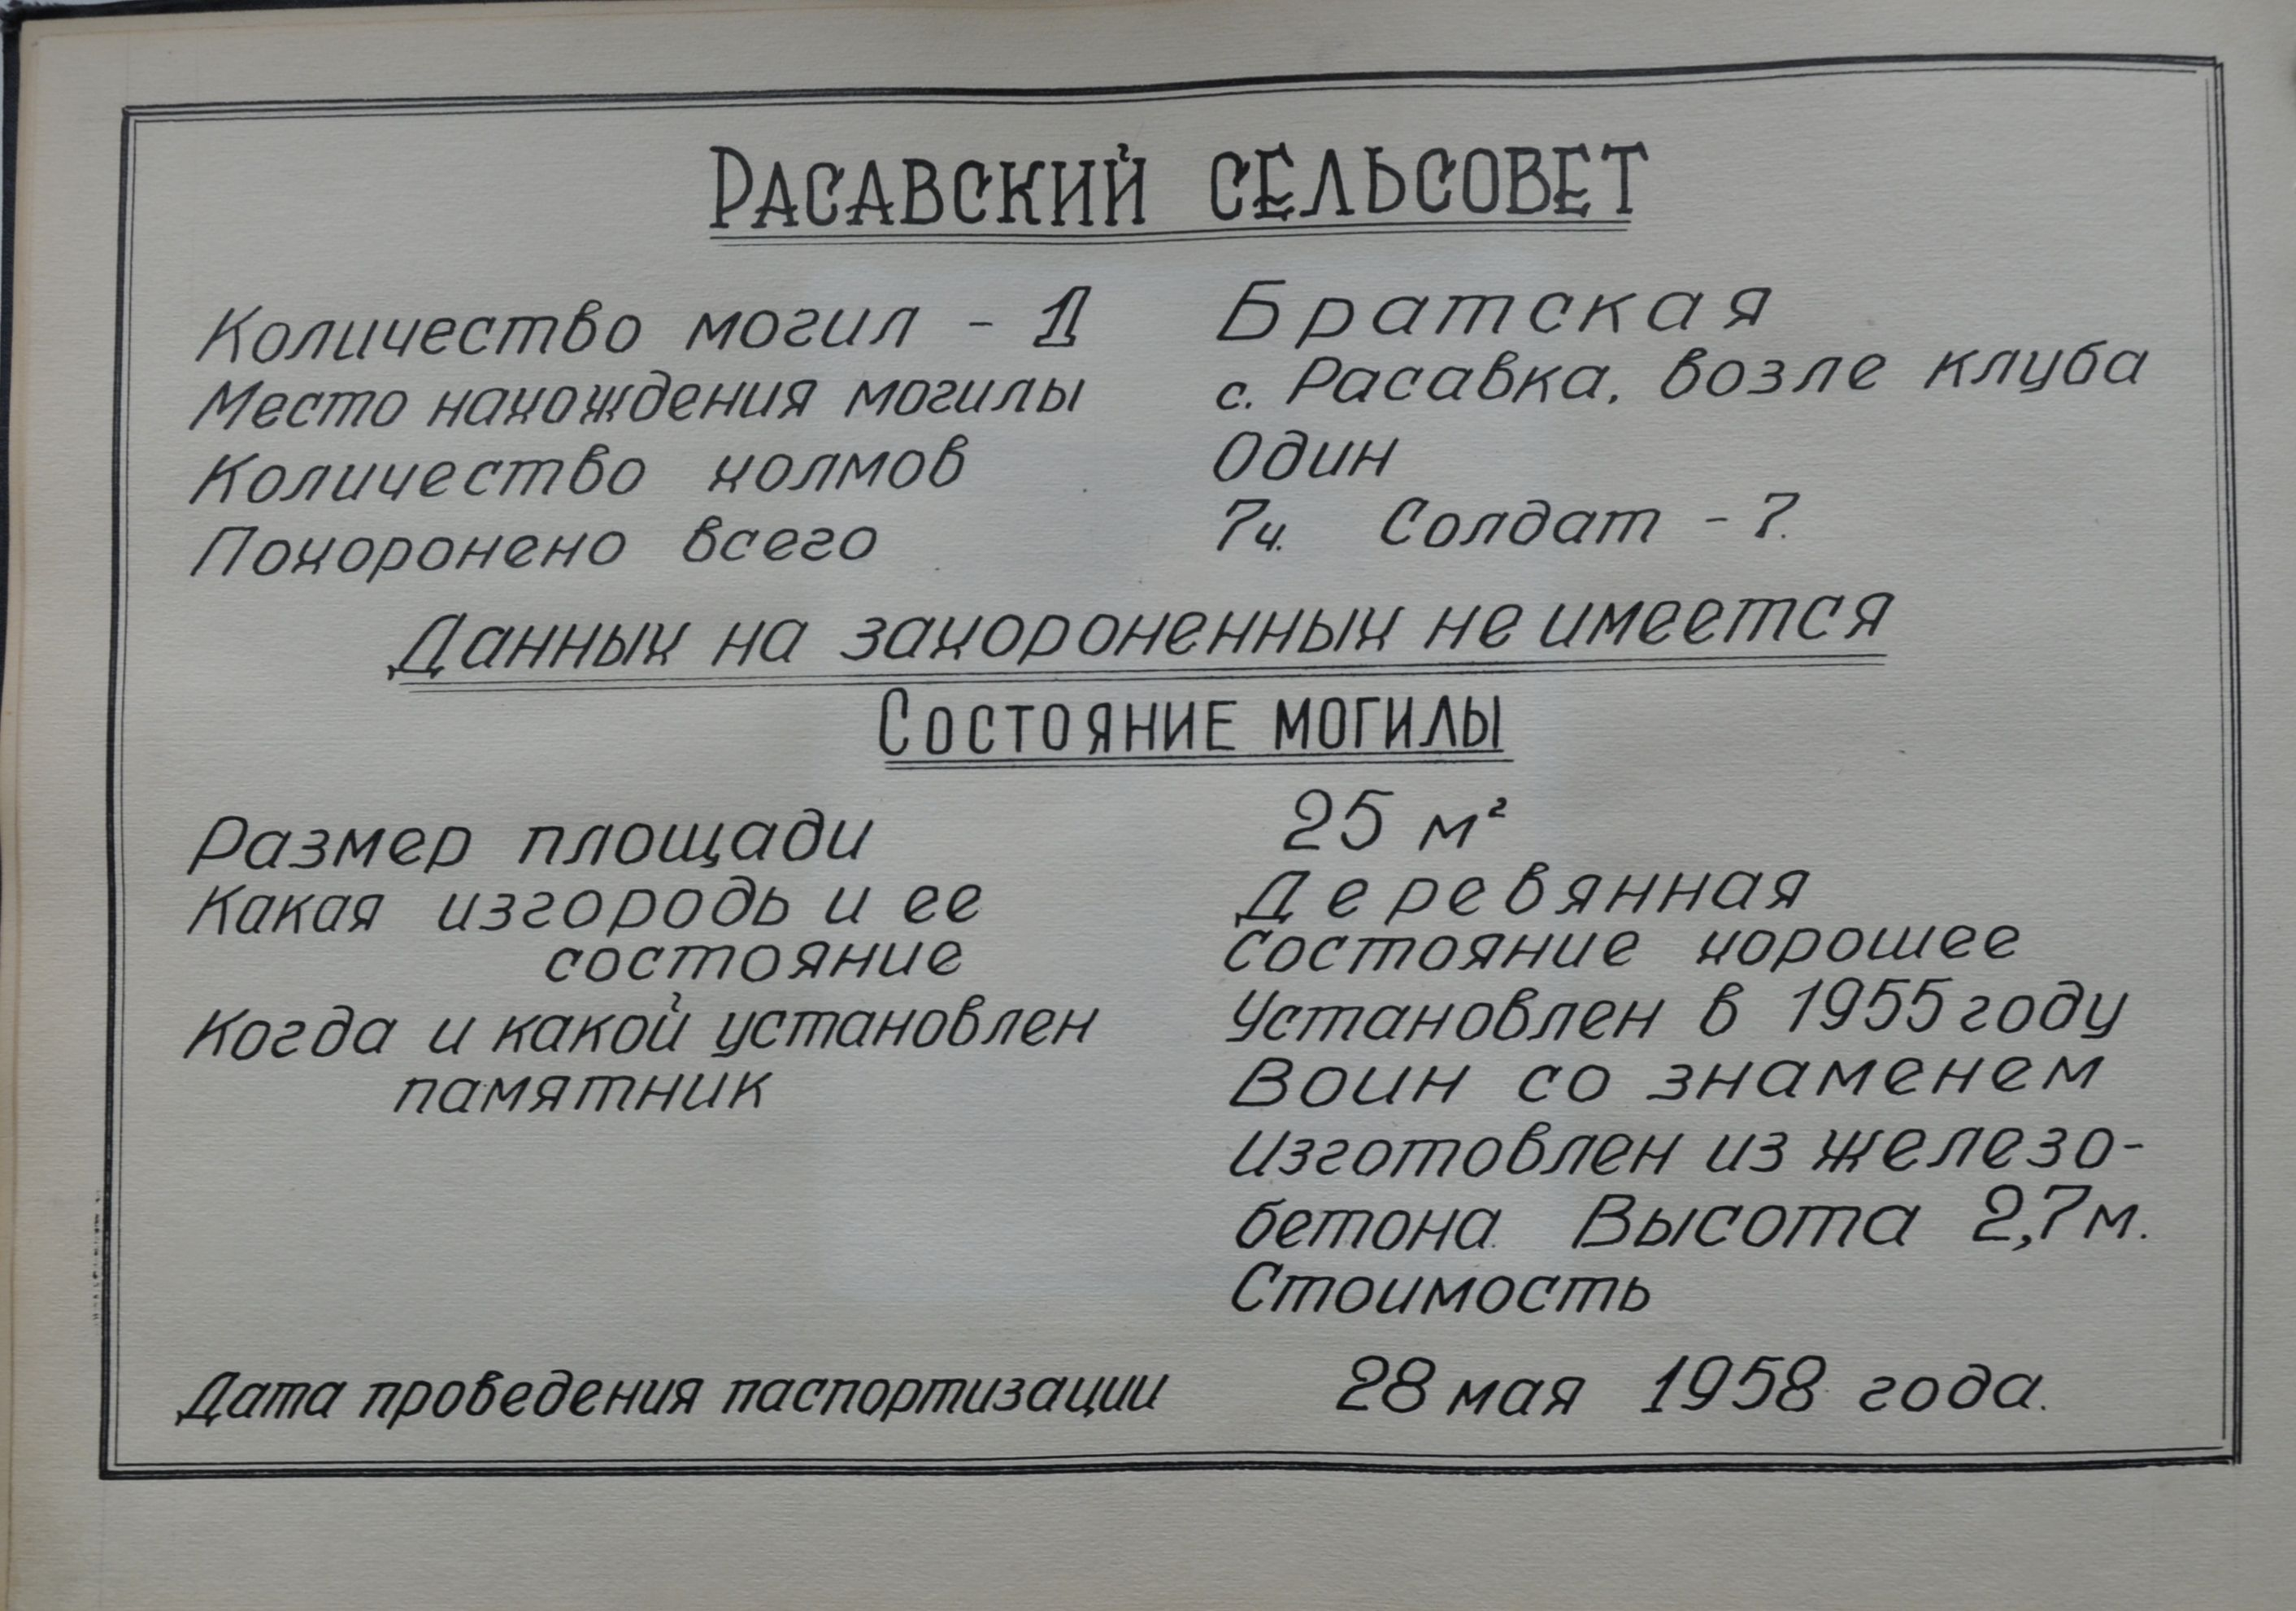 РАСАВСКИЙ СЕЛЬСОВЕТ
Количество могил - 1 Братская
Место нахождения могилы с. Расавка, возле клуба
Количество холмов Один
Похоронено всего 7ч. Солдат - 7.
Данных на захороненных не имеется
СОСТОЯНИЕ МОГИЛЫ
Размер площади 25 м²
Какая изгородь и ее Деревянная
состояние Состояние хорошее
Когда и какой установлен Установлен в 1955 году
памятник Воин со знаменем
Изготовлен из железо-
бетона. Высота 2,7 м.
Стоимость
Дата проведения паспортизации 28 мая 1958 года.